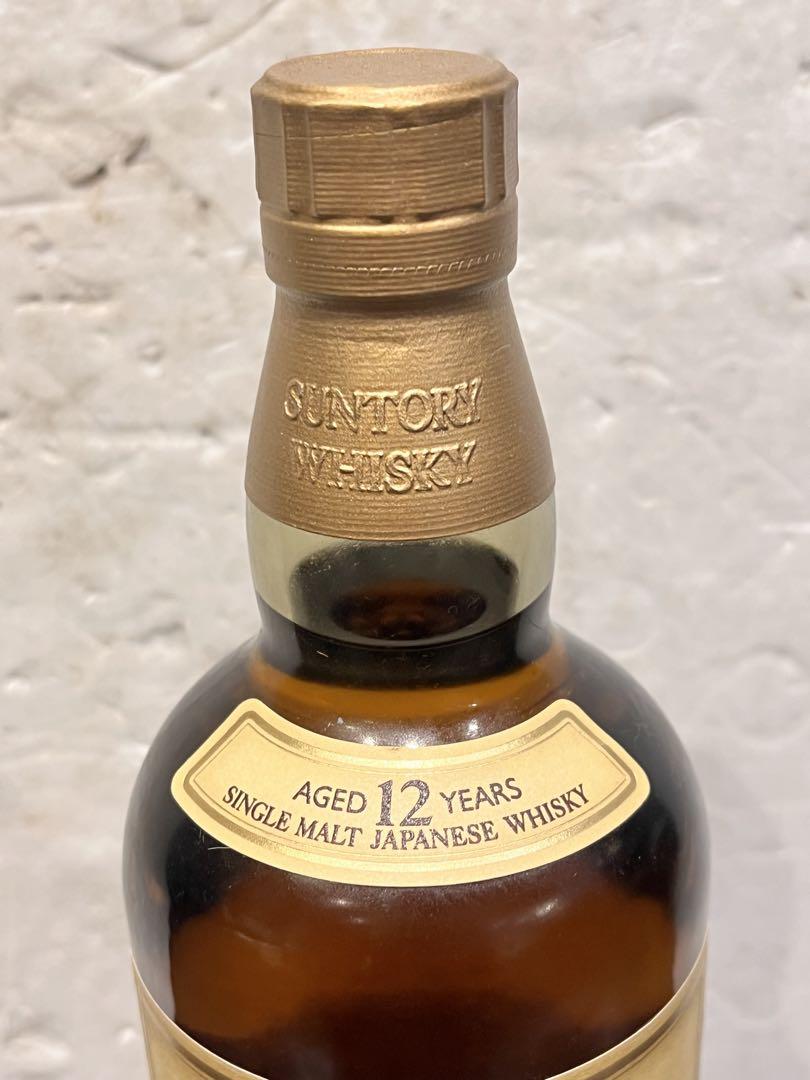 SUNTORY
WHISKY
AGED 12 YEARS
SINGLE MALT JAPANESE WHISKY